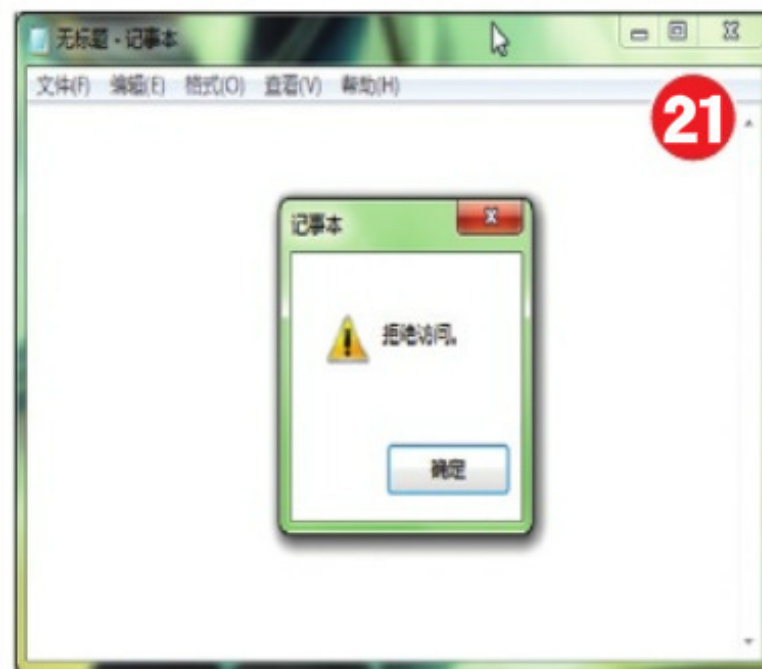 无标题 - 记事本
文件(F) 编辑(E) 格式(O) 查看(V) 帮助(H)
21
记事本
拒绝访问。
确定